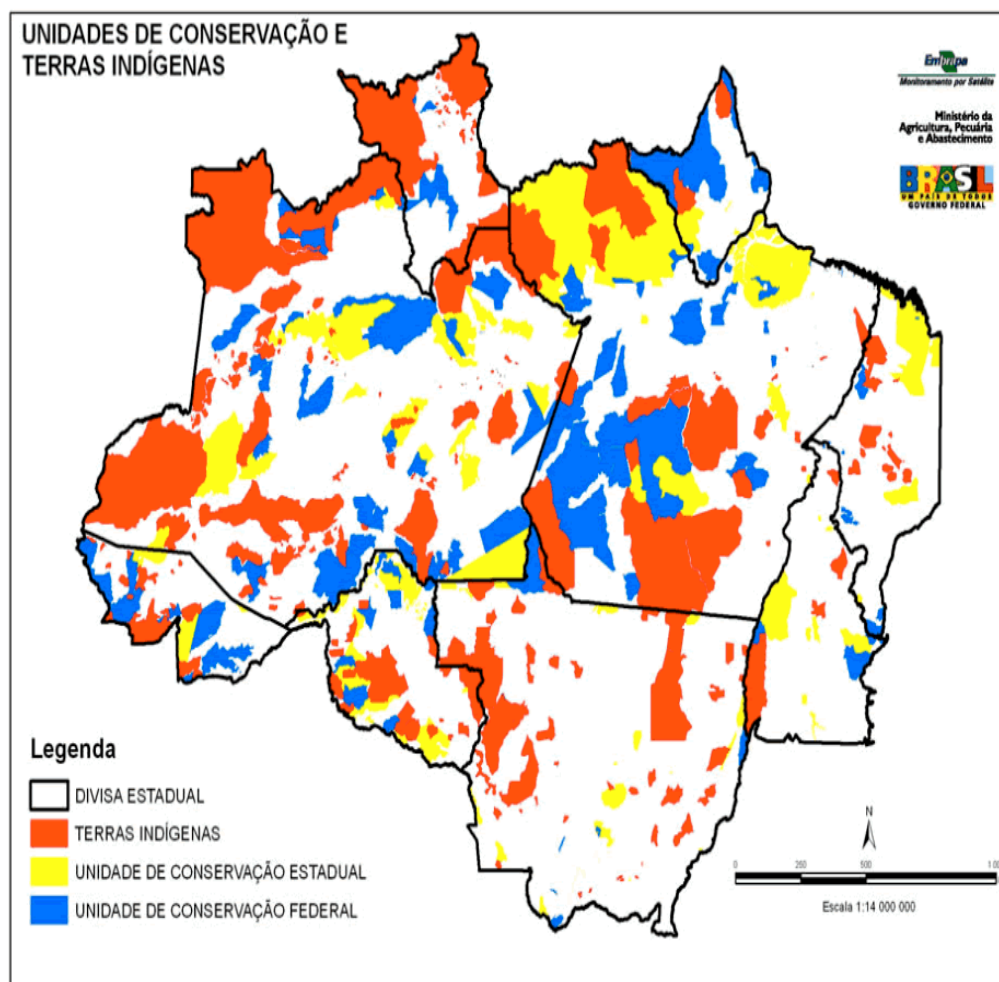 UNIDADES DE CONSERVAÇÃO E
TERRAS INDÍGENAS
Embrapa
Monitoramento por Satélite
Ministério da
Agricultura, Pecuária
e Abastecimento
BRASIL
UM PAÍS DE TODOS
GOVERNO FEDERAL
Legenda
DIVISA ESTADUAL
TERRAS INDÍGENAS
UNIDADE DE CONSERVAÇÃO ESTADUAL
UNIDADE DE CONSERVAÇÃO FEDERAL
N
0 250 500 1.00
Escala 1:14 000 000